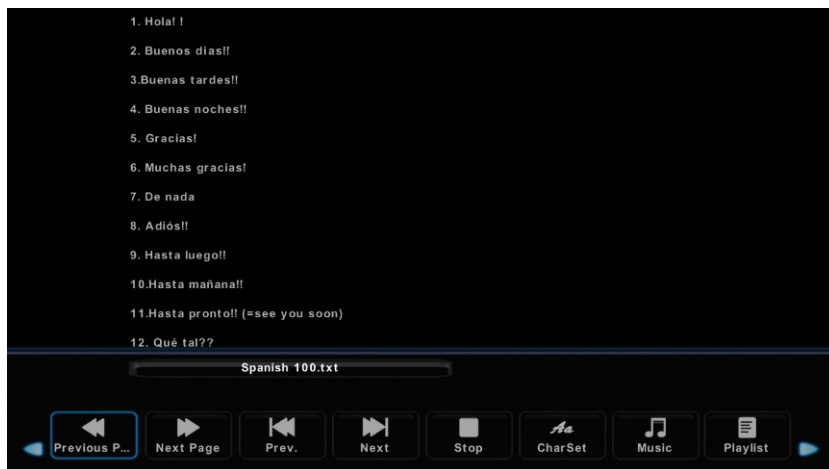 1. Hola! !
2. Buenos días!!
3.Buenas tardes!!
4. Buenas noches!!
5. Gracias!
6. Muchas gracias!
7. De nada
8. Adiós!!
9. Hasta luego!!
10.Hasta mañana!!
11.Hasta pronto!! (=see you soon)
12. Qué tal??
Spanish 100.txt
Previous P... Next Page Prev. Next Stop CharSet Music Playlist